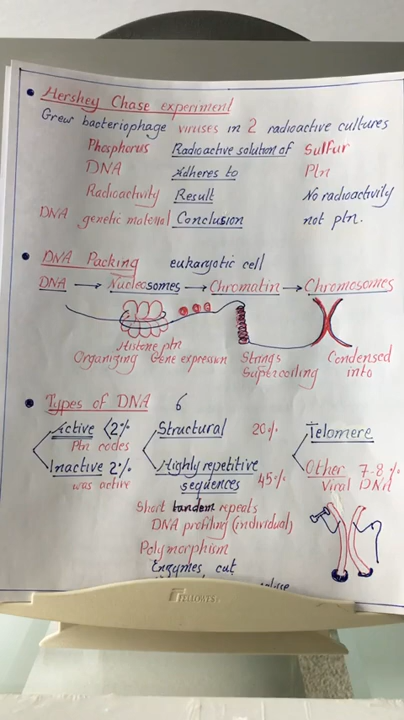 Hershey Chase experiment
Grew bacteriophage viruses in 2 radioactive cultures
Phosphorus Radioactive solution of Sulfur
DNA Adheres to Ptn
Radioactivity Result No radioactivity
DNA genetic material Conclusion not ptn.
DNA Packing eukaryotic cell
DNA → Nucleosomes → Chromatin → Chromosomes
Histone ptn Strings Condensed
Organizing Gene expression Supercoiling into
Types of DNA 6
Active <2% Structural 20% Telomere
Ptn codes
Inactive 2% Highly repetitive Other 7-8%
was active sequences 45% Viral DNA
Short tandem repeats
DNA profiling (individual)
Polymorphism
Enzymes cut
FELLOWES